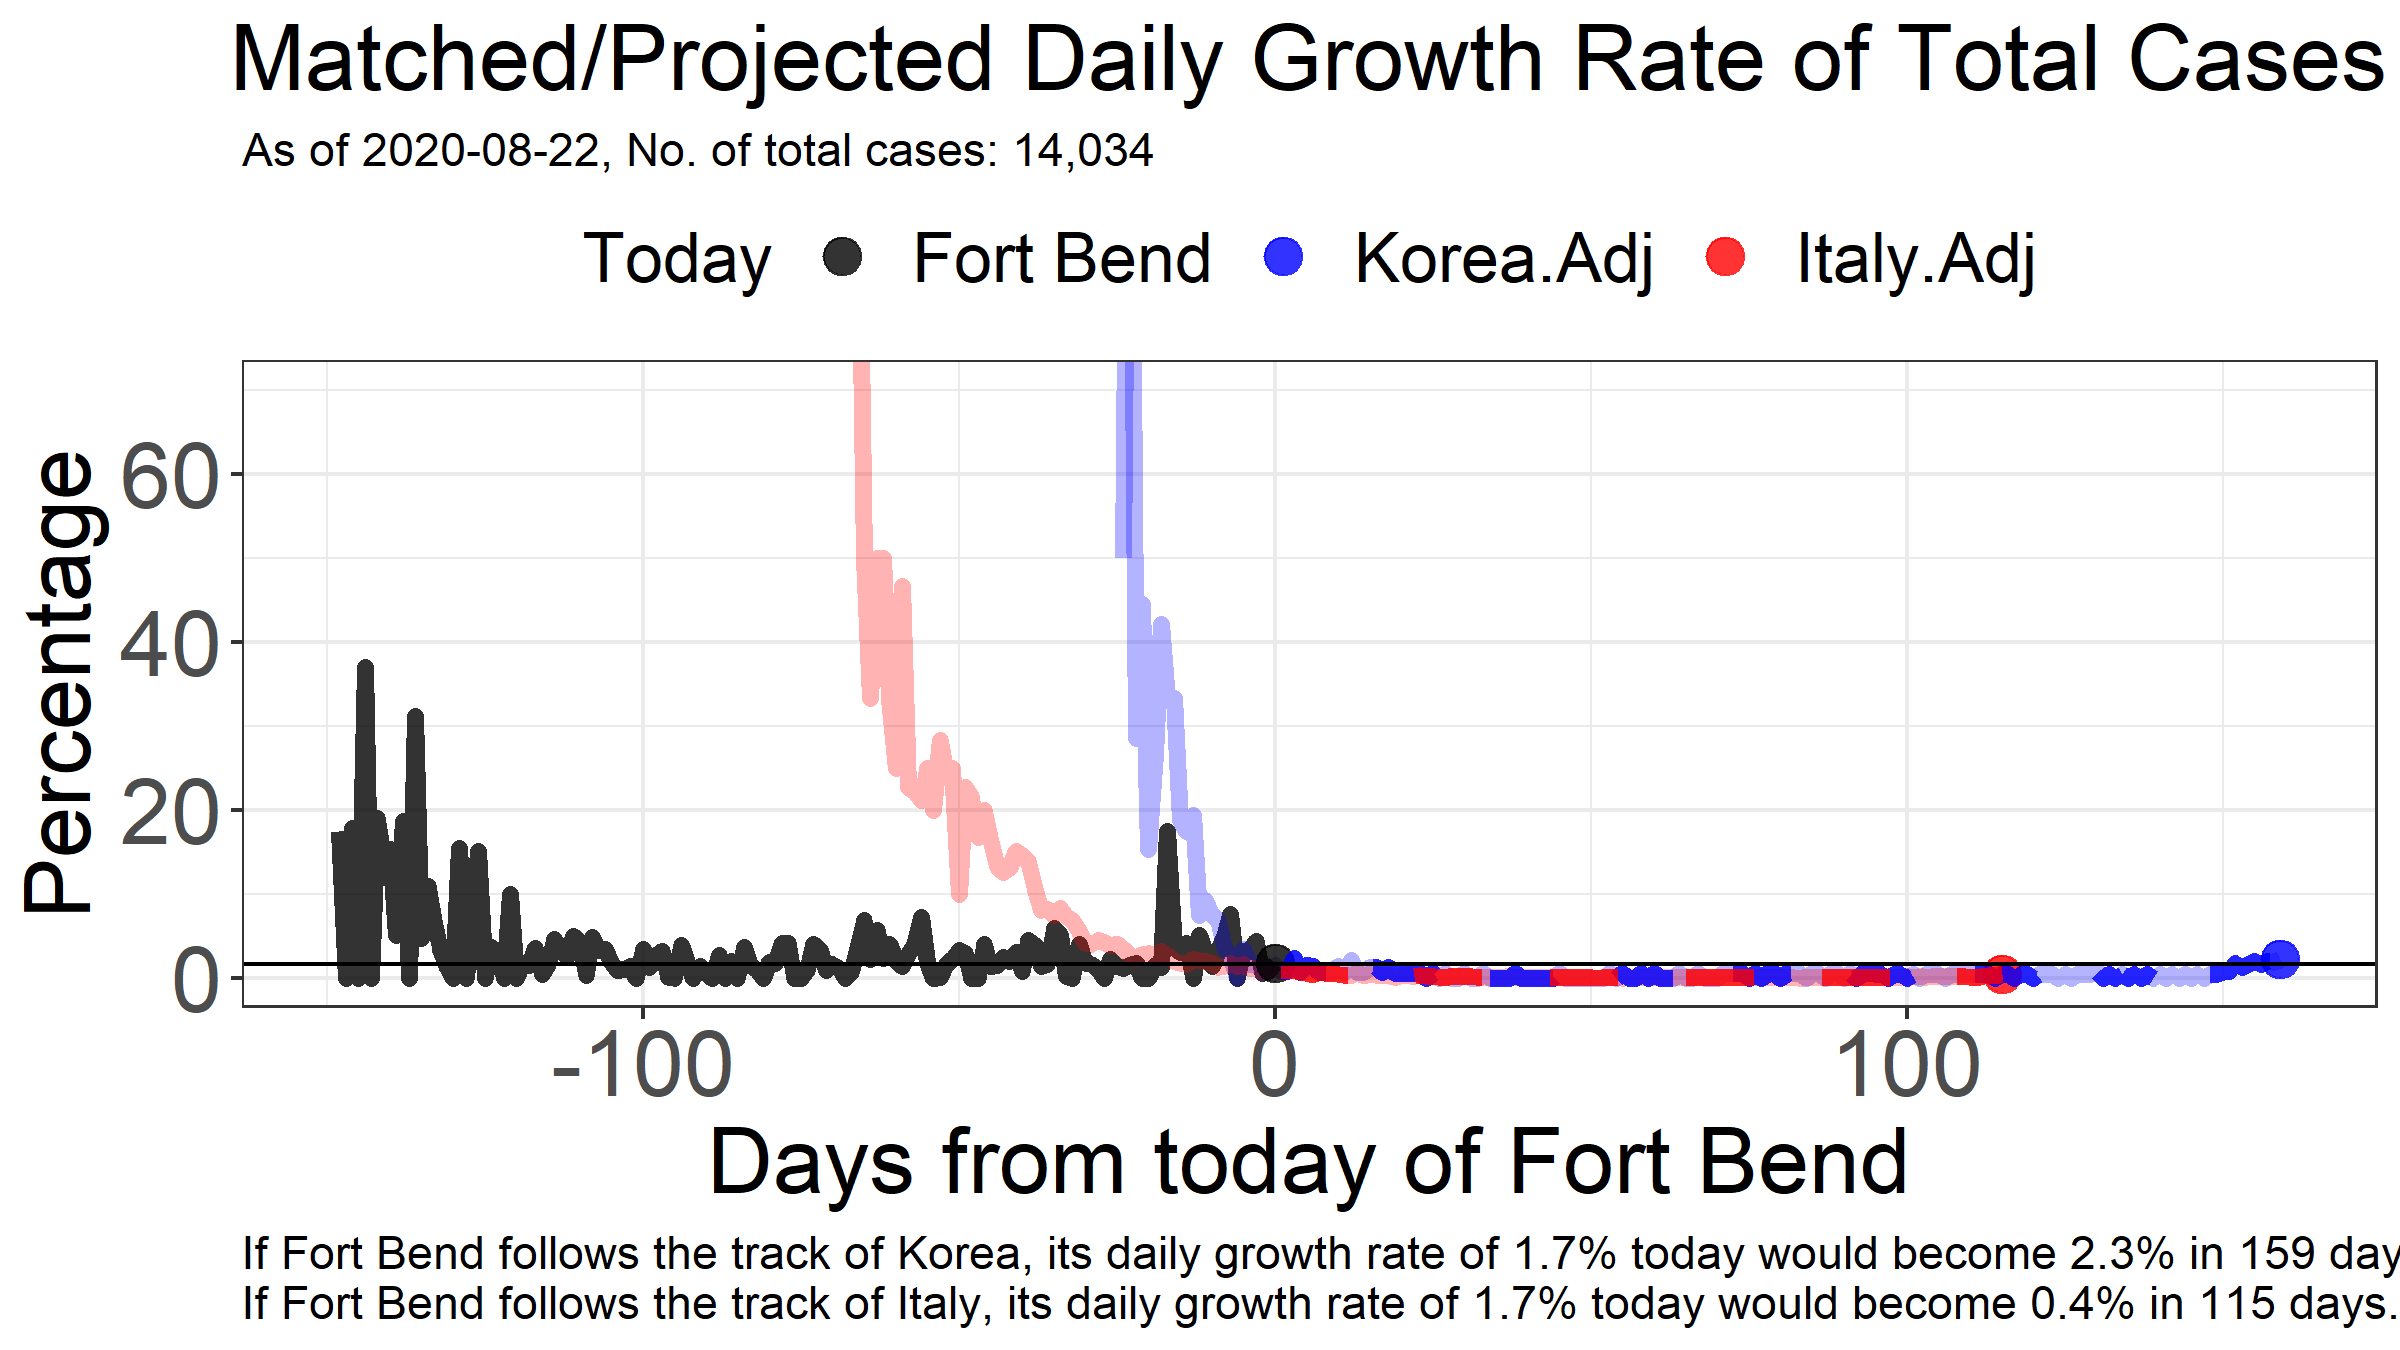 Matched/Projected Daily Growth Rate of Total Cases
As of 2020-08-22, No. of total cases: 14,034
Today Fort Bend Korea.Adj Italy.Adj
Percentage
60
40
20
0
-100 0 100
Days from today of Fort Bend
If Fort Bend follows the track of Korea, its daily growth rate of 1.7% today would become 2.3% in 159 day
If Fort Bend follows the track of Italy, its daily growth rate of 1.7% today would become 0.4% in 115 days.